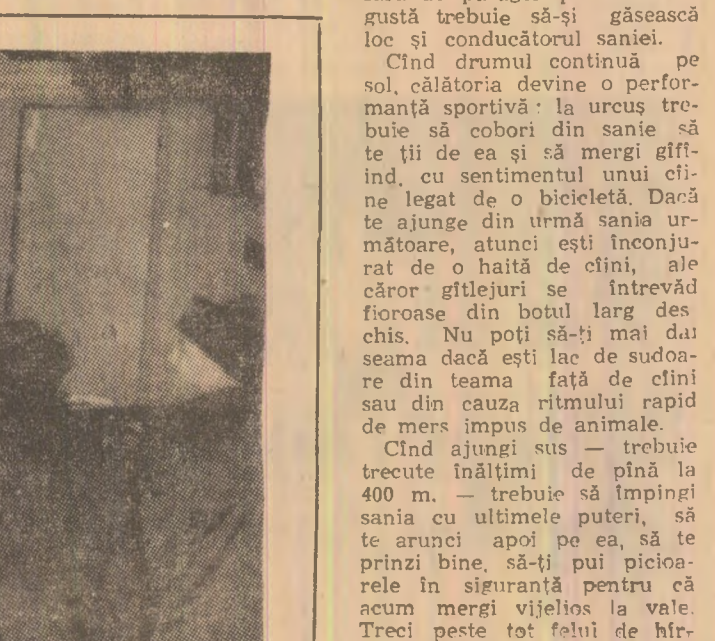 gustă trebuie să-și găsească
loc și conducătorul saniei.
Cînd drumul continuă pe
sol, călătoria devine o perfor-
manță sportivă : la urcuș tre-
buie să cobori din sanie să
te ții de ea și să mergi gîfî-
ind, cu sentimentul unui cîi-
ne legat de o bicicletă. Dacă
te ajunge din urmă sania ur-
mătoare, atunci ești înconju-
rat de o haită de cîini, ale
căror gîtlejuri se întrevăd
fioroase din botul larg des
chis. Nu poți să-ți mai dai
seama dacă ești lac de sudoa-
re din teama față de cîini
sau din cauza ritmului rapid
de mers impus de animale.
Cînd ajungi sus — trebuie
trecute înălțimi de pînă la
400 m. — trebuie să împingi
sania cu ultimele puteri, să
te arunci apoi pe ea, să te
prinzi bine, să-ți pui picioa-
rele în siguranță pentru că
acum mergi vijelios la vale.
Treci peste tot felul de hîr-